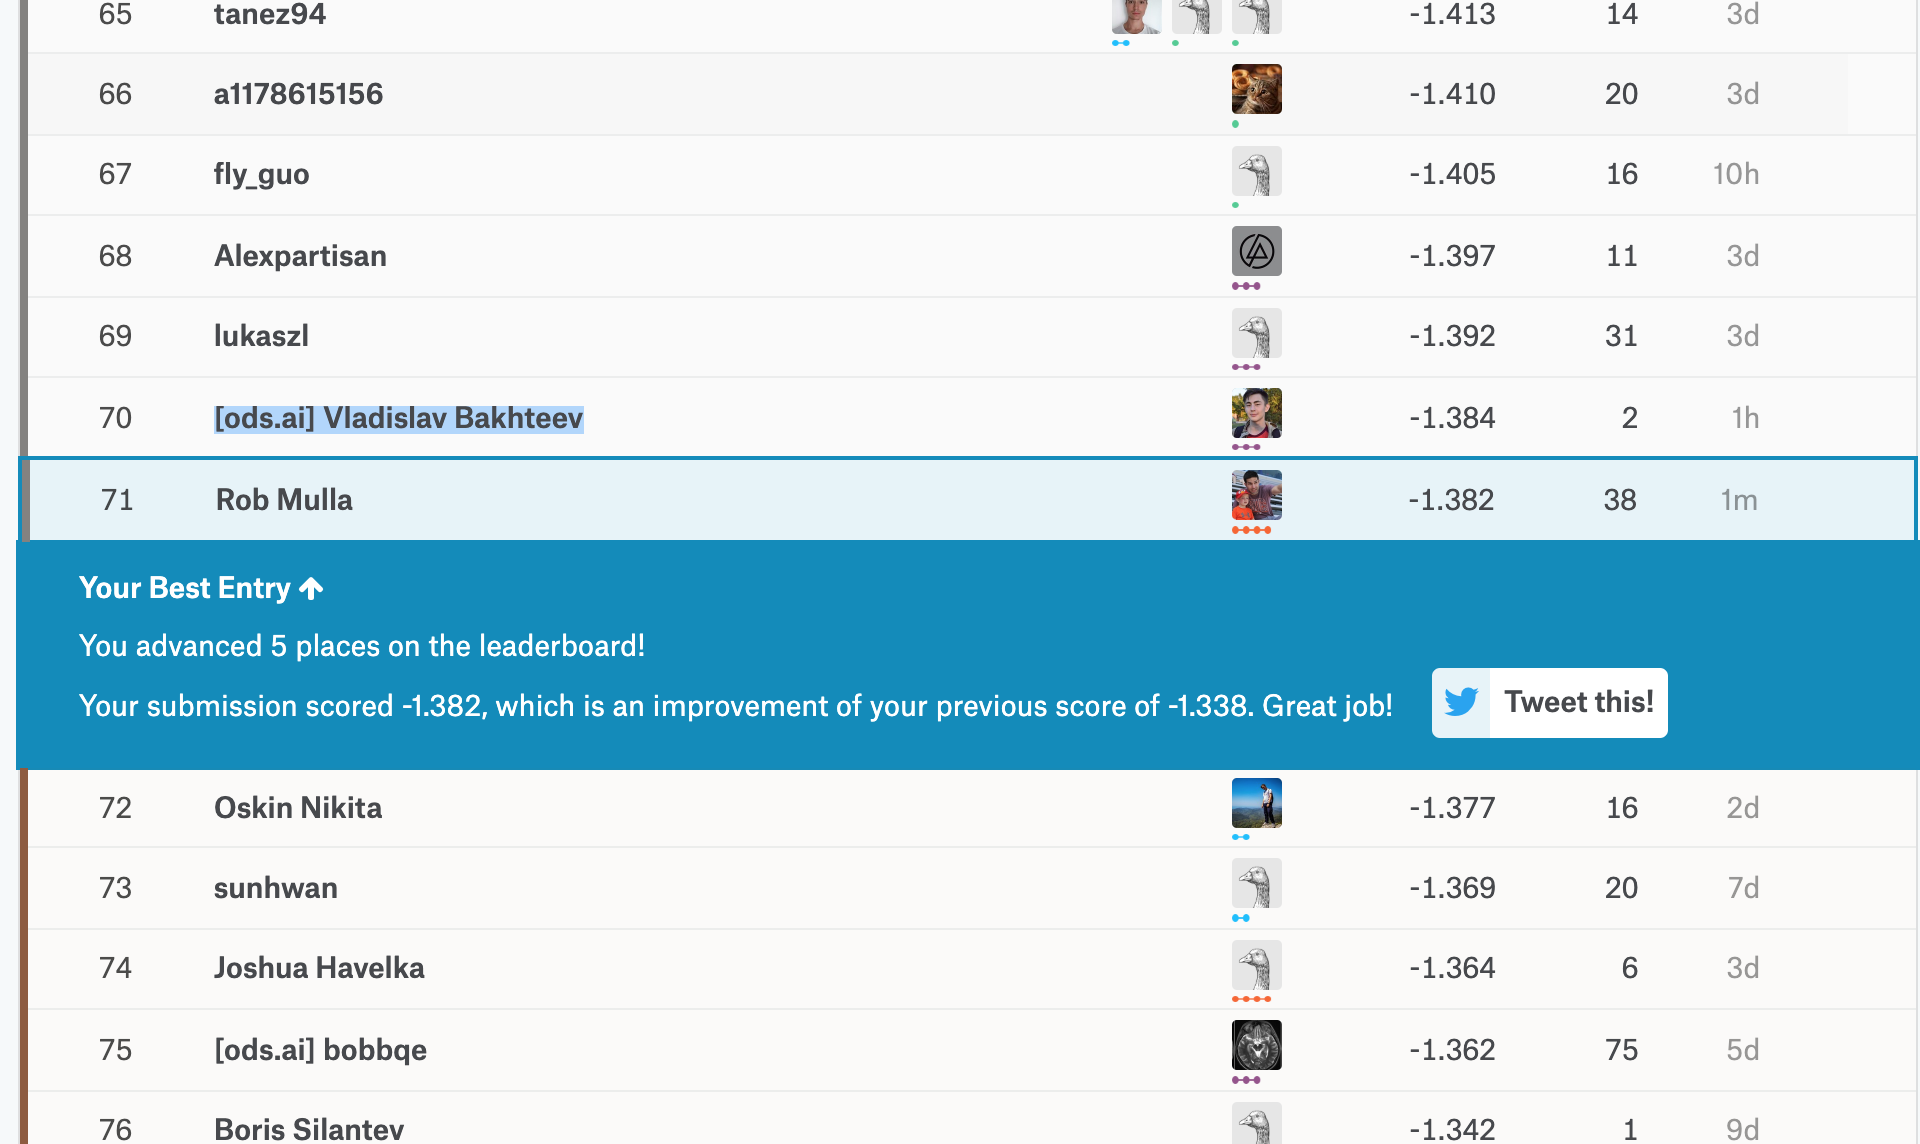 65 tanez94 -1.413 14 3d
66 a1178615156 -1.410 20 3d
67 fly_guo -1.405 16 10h
68 Alexpartisan -1.397 11 3d
69 lukaszl -1.392 31 3d
70 [ods.ai] Vladislav Bakhteev -1.384 2 1h
71 Rob Mulla -1.382 38 1m
Your Best Entry ↑
You advanced 5 places on the leaderboard!
Your submission scored -1.382, which is an improvement of your previous score of -1.338. Great job! Tweet this!
72 Oskin Nikita -1.377 16 2d
73 sunhwan -1.369 20 7d
74 Joshua Havelka -1.364 6 3d
75 [ods.ai] bobbqe -1.362 75 5d
76 Boris Silantev -1.342 1 9d